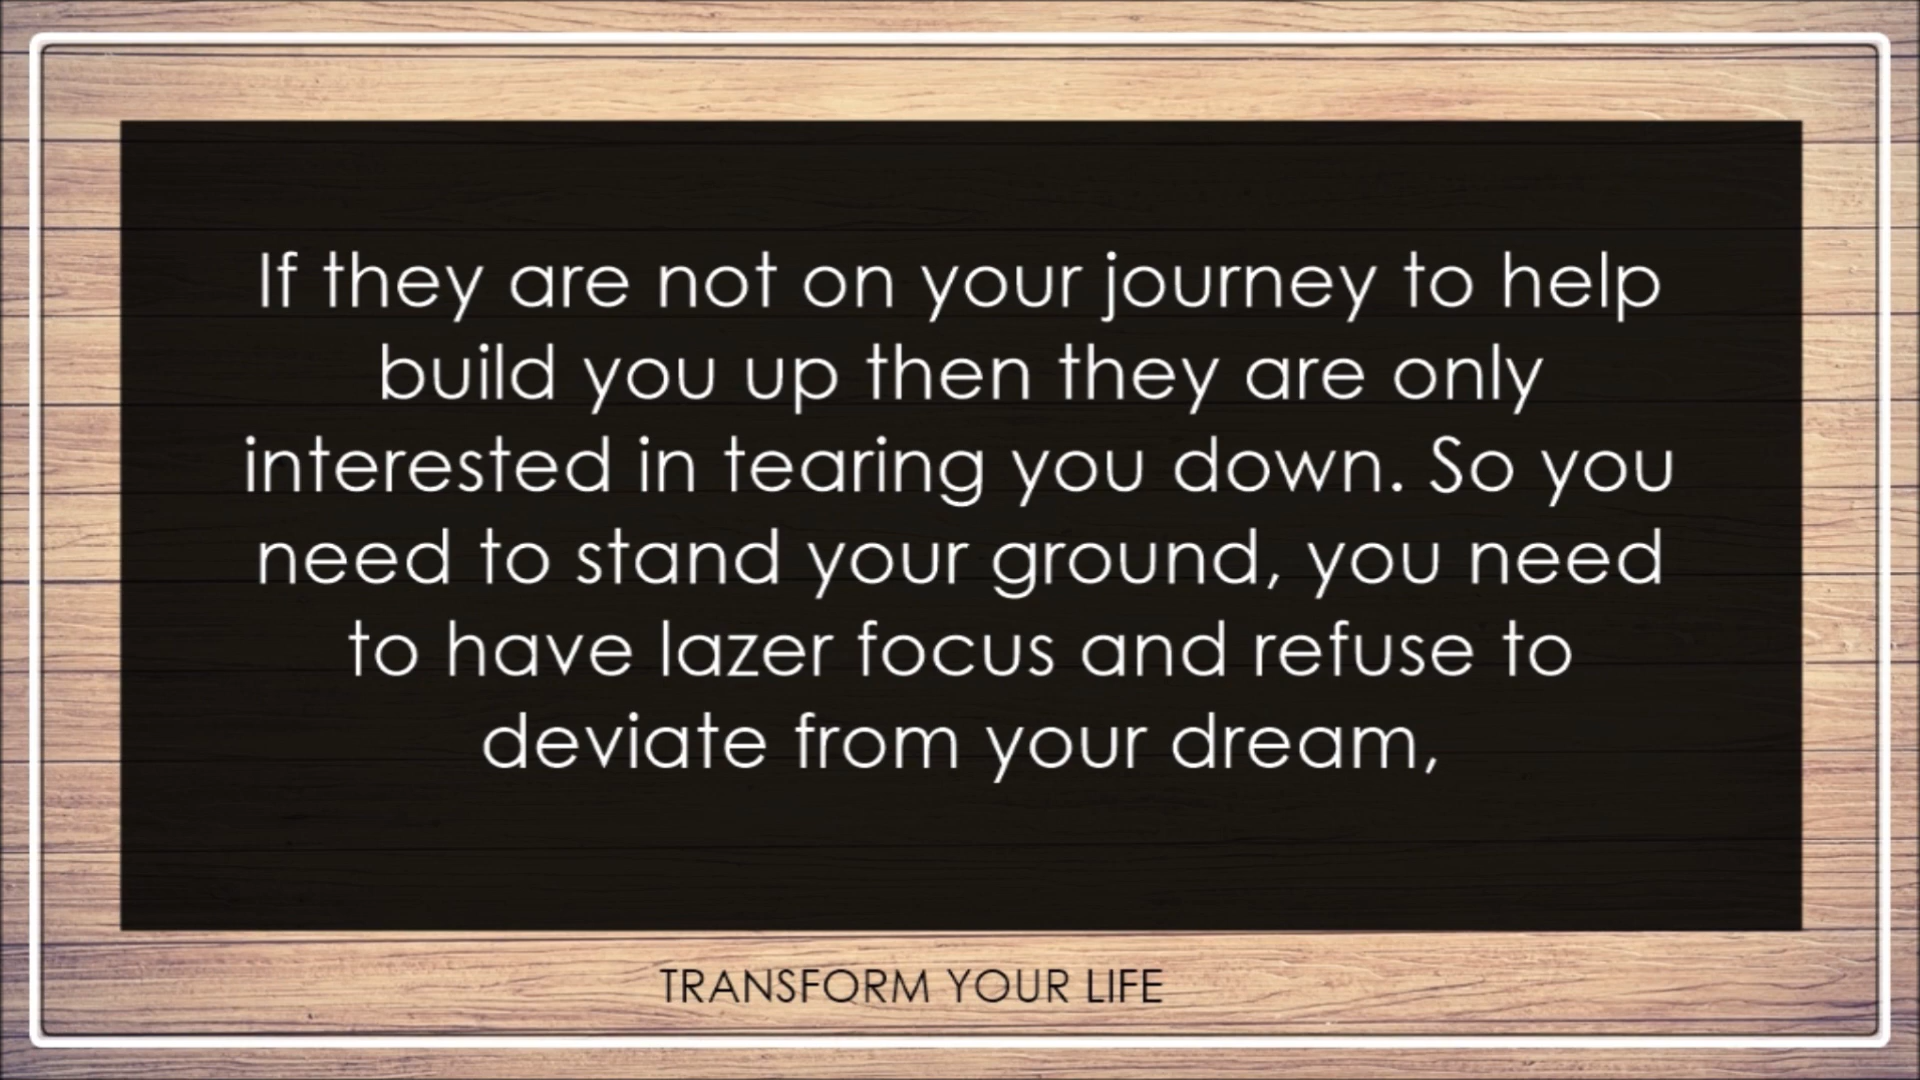 If they are not on your journey to help
build you up then they are only
interested in tearing you down. So you
need to stand your ground, you need
to have lazer focus and refuse to
deviate from your dream,
TRANSFORM YOUR LIFE